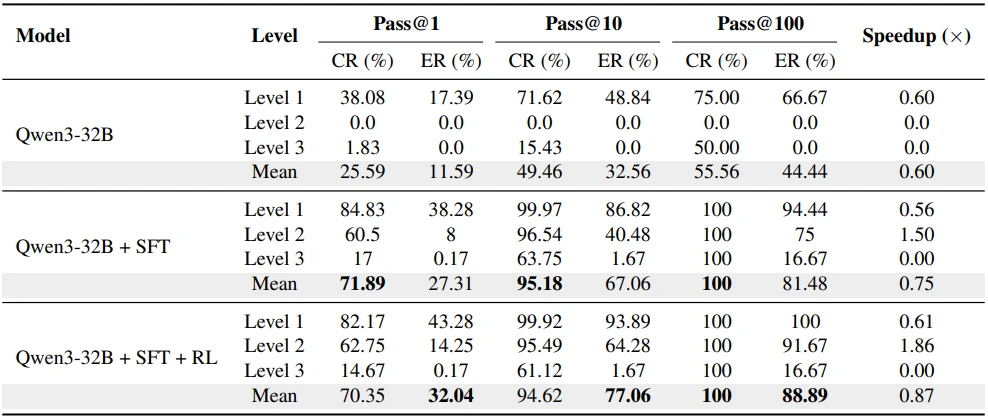 Model Level Pass@1 Pass@10 Pass@100 Speedup (×)
CR (%) ER (%) CR (%) ER (%) CR (%) ER (%)
Qwen3-32B
Level 1 38.08 17.39 71.62 48.84 75.00 66.67 0.60
Level 2 0.0 0.0 0.0 0.0 0.0 0.0 0.0
Level 3 1.83 0.0 15.43 0.0 50.00 0.0 0.0
Mean 25.59 11.59 49.46 32.56 55.56 44.44 0.60
Qwen3-32B + SFT
Level 1 84.83 38.28 99.97 86.82 100 94.44 0.56
Level 2 60.5 8 96.54 40.48 100 75 1.50
Level 3 17 0.17 63.75 1.67 100 16.67 0.00
Mean 71.89 27.31 95.18 67.06 100 81.48 0.75
Qwen3-32B + SFT + RL
Level 1 82.17 43.28 99.92 93.89 100 100 0.61
Level 2 62.75 14.25 95.49 64.28 100 91.67 1.86
Level 3 14.67 0.17 61.12 1.67 100 16.67 0.00
Mean 70.35 32.04 94.62 77.06 100 88.89 0.87